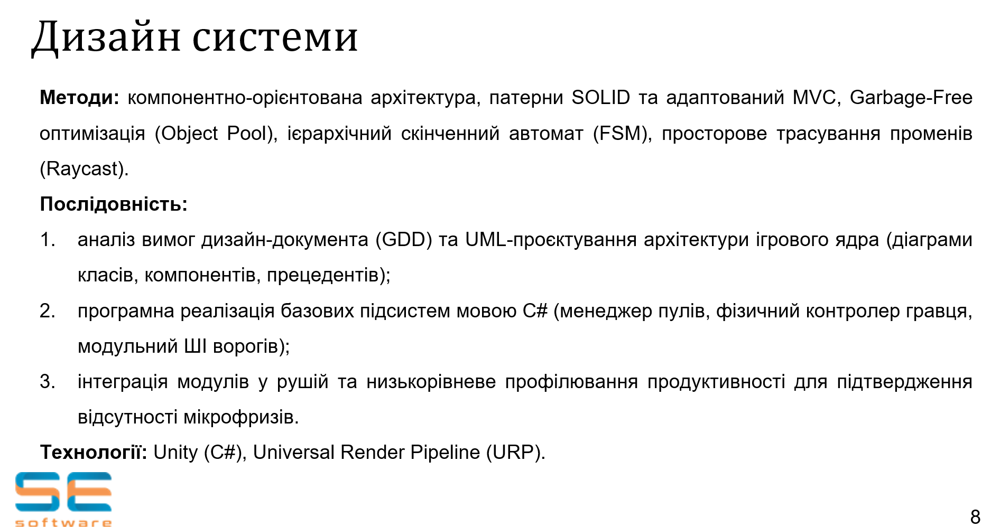 Дизайн системи
Методи: компонентно-орієнтована архітектура, патерни SOLID та адаптований MVC, Garbage-Free
оптимізація (Object Pool), ієрархічний скінченний автомат (FSM), просторове трасування променів
(Raycast).
Послідовність:
1. аналіз вимог дизайн-документа (GDD) та UML-проєктування архітектури ігрового ядра (діаграми
класів, компонентів, прецедентів);
2. програмна реалізація базових підсистем мовою C# (менеджер пулів, фізичний контролер гравця,
модульний ШІ ворогів);
3. інтеграція модулів у рушій та низькорівневе профілювання продуктивності для підтвердження
відсутності мікрофризів.
Технології: Unity (C#), Universal Render Pipeline (URP).
SE
software
8